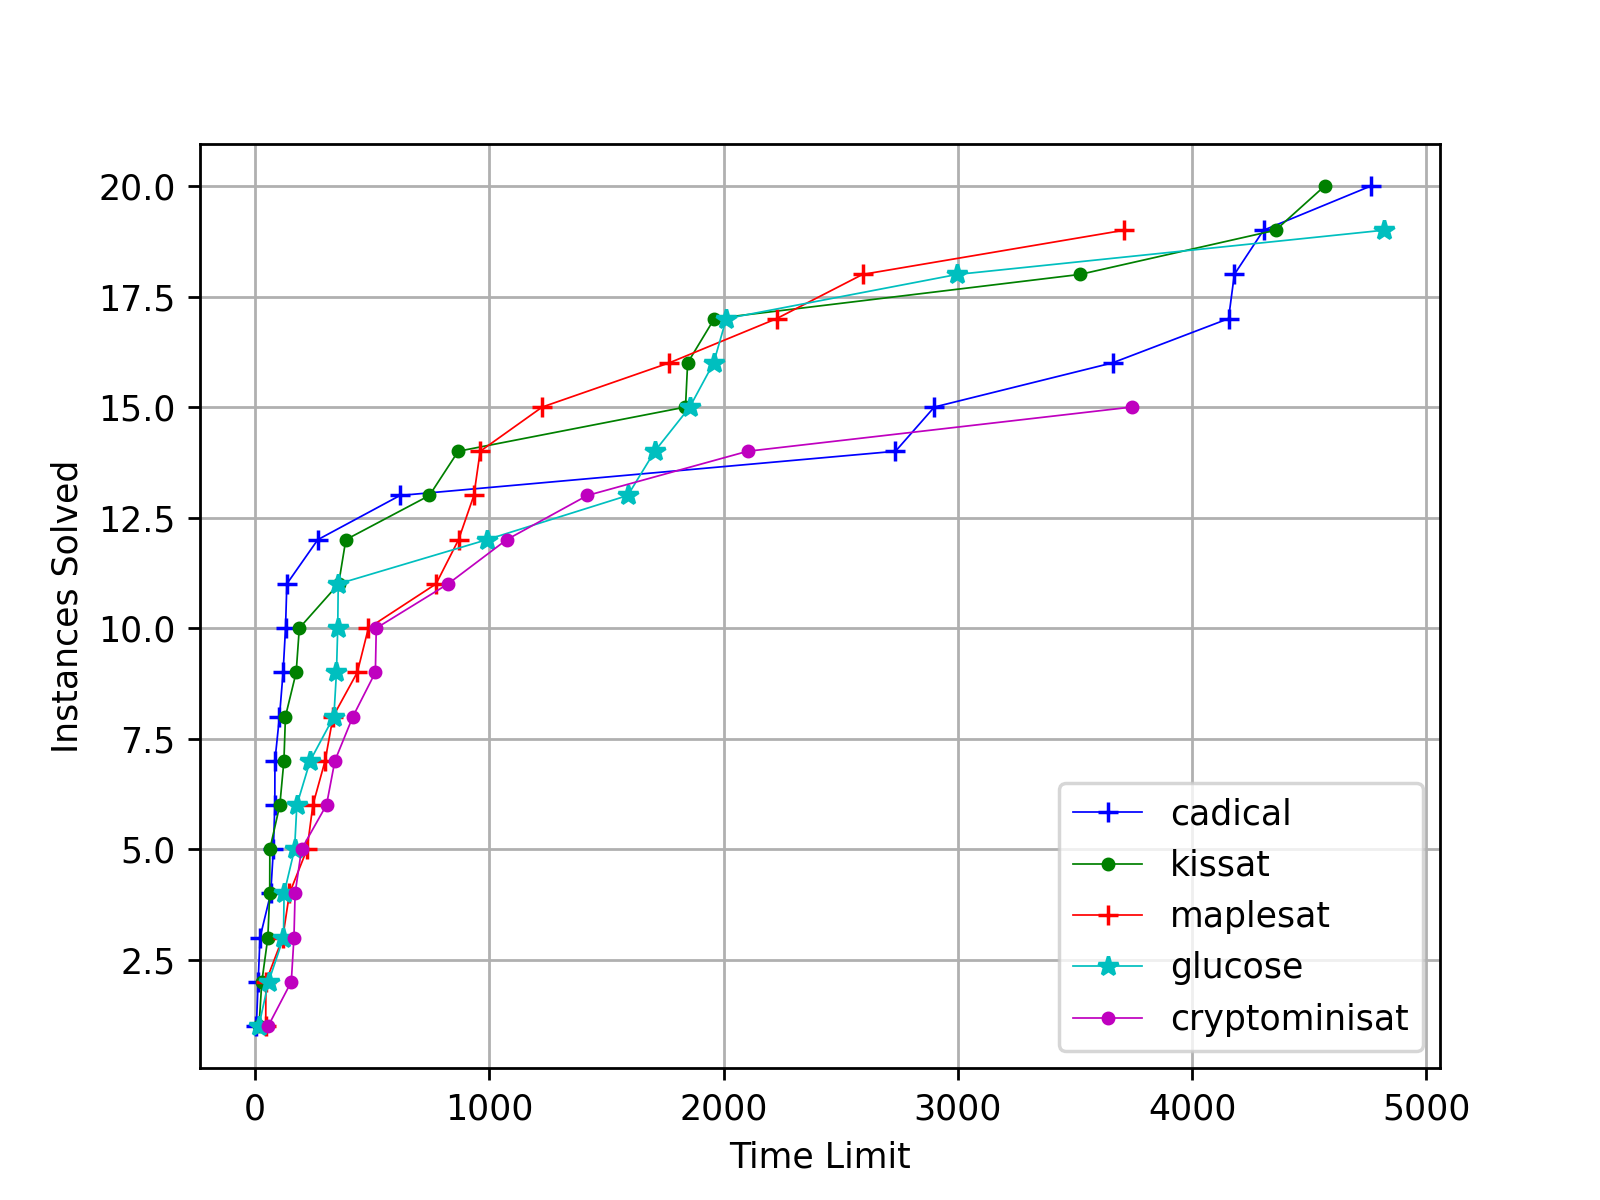 20.0
17.5
15.0
12.5
10.0
7.5
5.0
2.5
Instances Solved
cadical
kissat
maplesat
glucose
cryptominisat
0 1000 2000 3000 4000 5000
Time Limit